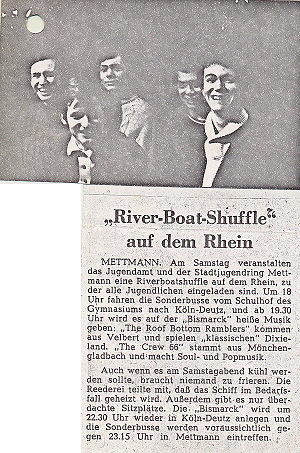 „River-Boat-Shuffle“
auf dem Rhein
METTMANN. Am Samstag veranstalten
das Jugendamt und der Stadtjugendring Mett-
mann eine Riverboatshuffle auf dem Rhein, zu
der alle Jugendlichen eingeladen sind. Um 18
Uhr fahren die Sonderbusse vom Schulhof des
Gymnasiums nach Köln-Deutz, und ab 19.30
Uhr wird es auf der „Bismarck" heiße Musik
geben: „The Roof Bottom Ramblers" kommen
aus Velbert und spielen „klassischen" Dixie-
land. „The Crew 66" stammt aus Mönchen-
gladbach und macht Soul- und Popmusik.
Auch wenn es am Samstagabend kühl wer-
den sollte, braucht niemand zu frieren. Die
Reederei teilte mit, daß das Schiff im Bedarfs-
fall geheizt wird. Außerdem gibt es nur über-
dachte Sitzplätze. Die „Bismarck" wird um
22.30 Uhr wieder in Köln-Deutz anlegen und
die Sonderbusse werden voraussichtlich ge-
gen 23.15 Uhr in Mettmann eintreffen.